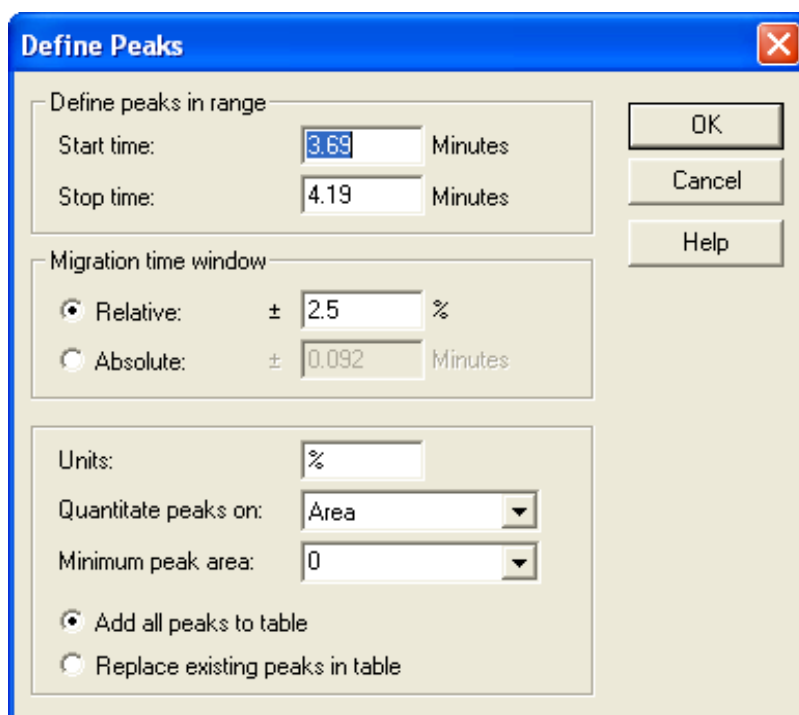 Define Peaks
Define peaks in range
Start time: 3.69 Minutes
Stop time: 4.19 Minutes
OK
Cancel
Help
Migration time window
Relative: ± 2.5 %
Absolute: ± 0.092 Minutes
Units: %
Quantitate peaks on: Area
Minimum peak area: 0
Add all peaks to table
Replace existing peaks in table